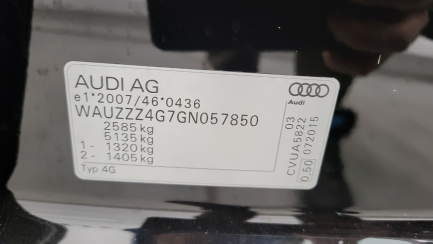 AUDI AG
e1*2007/46*0436
WAUZZZ4G7GN057850
2585 kg
5135 kg
1 - 1320 kg
2 - 1405 kg
Typ 4G
Audi
03
CVUA5822
0.50 072015